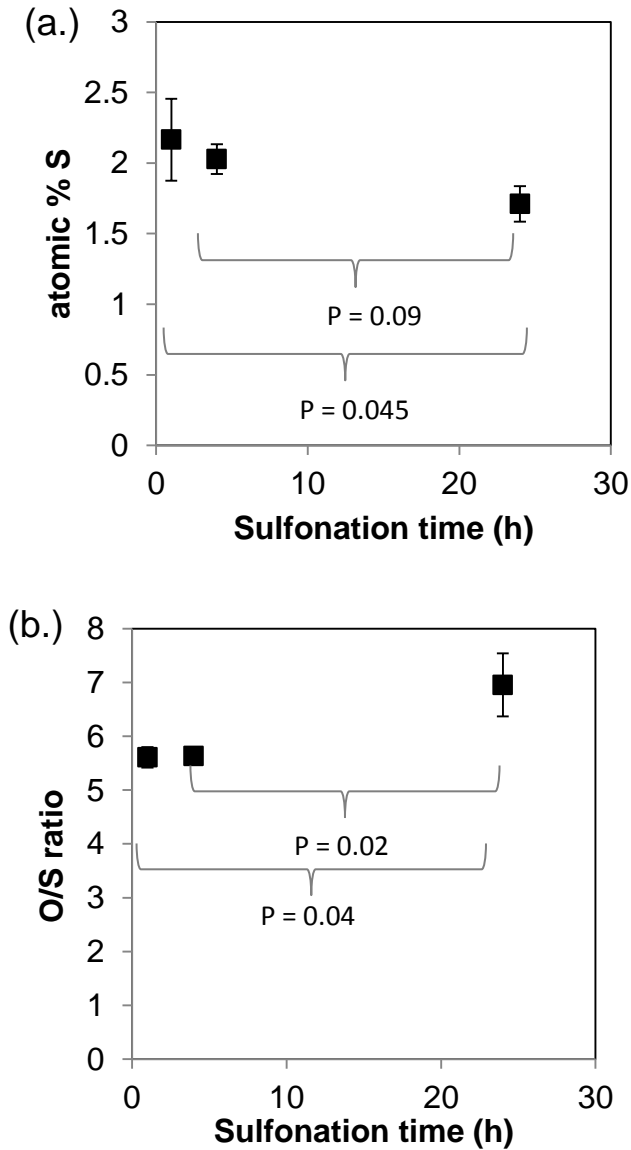 (a.)
3
2.5
2
1.5
1
0.5
0
atomic % S
P = 0.09
P = 0.045
0 10 20 30
Sulfonation time (h)
(b.)
8
7
6
5
4
3
2
1
0
O/S ratio
P = 0.02
P = 0.04
0 10 20 30
Sulfonation time (h)